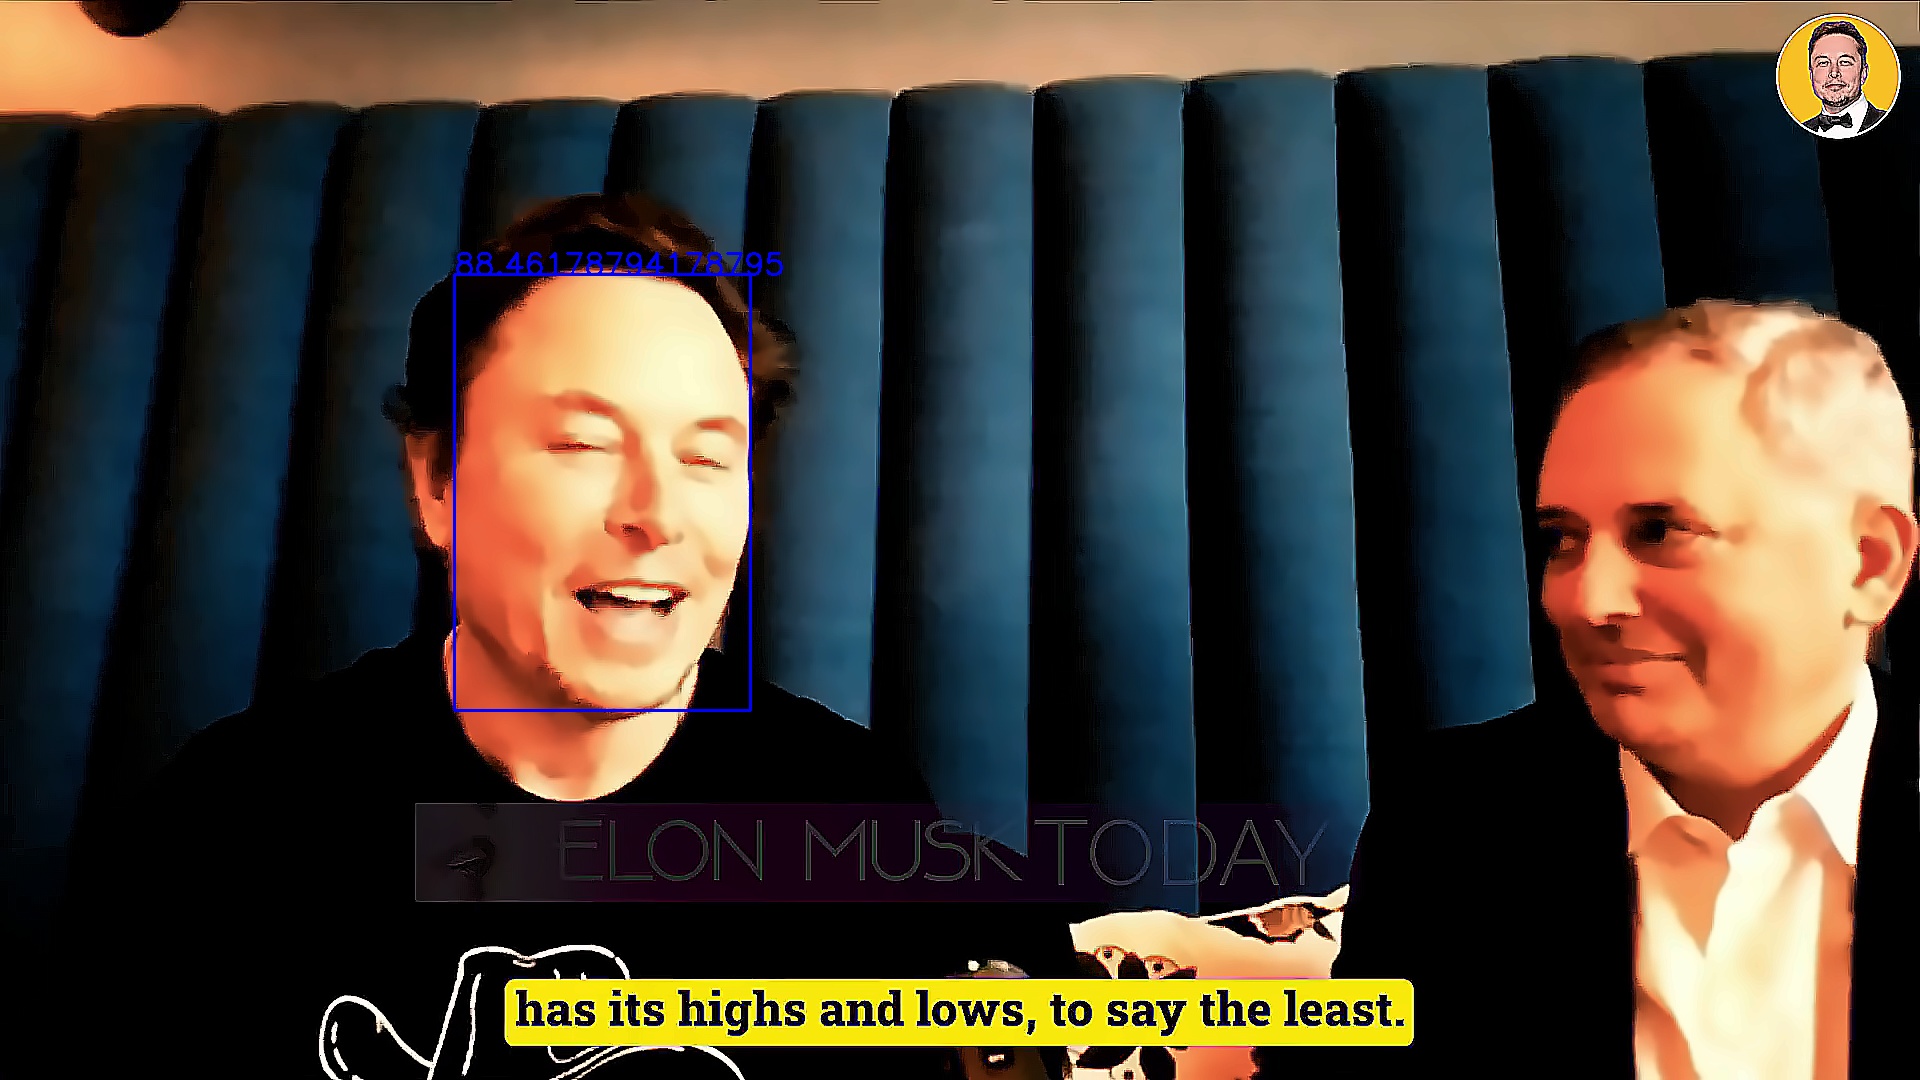 88.46178794178795
ELON MUSK TODAY
has its highs and lows, to say the least.